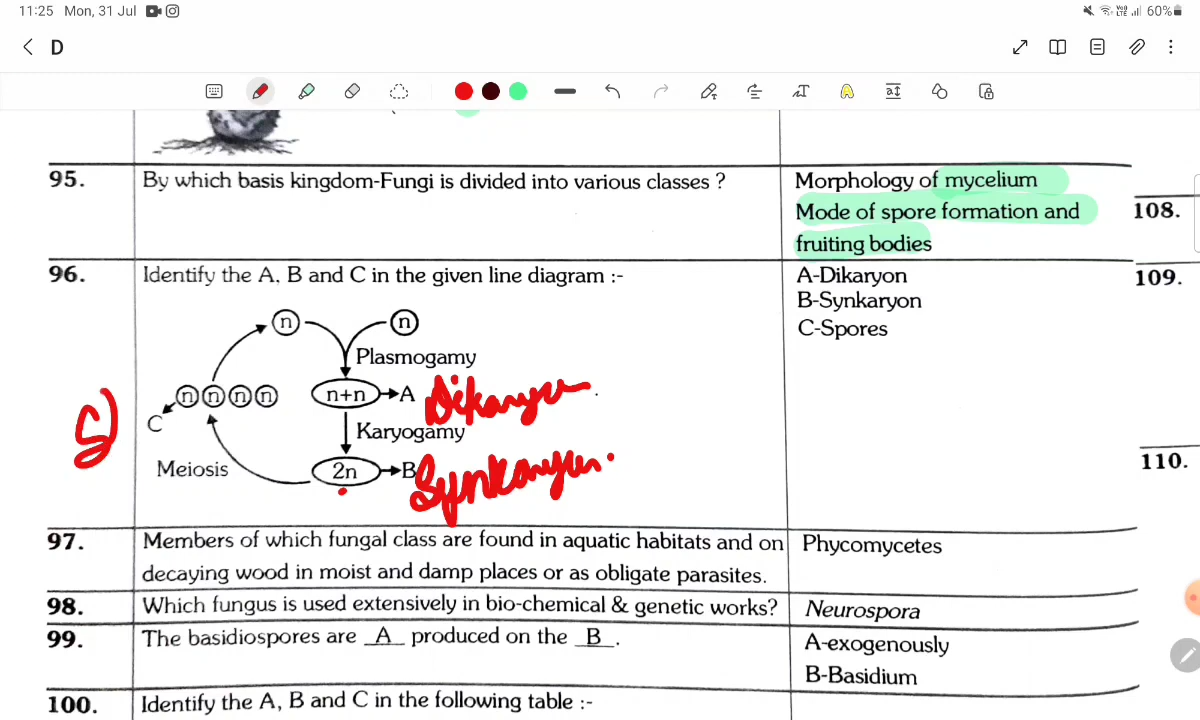 11:25 Mon, 31 Jul
60%
D
95. By which basis kingdom-Fungi is divided into various classes ?
Morphology of mycelium
Mode of spore formation and
fruiting bodies
108.
96. Identify the A, B and C in the given line diagram :-
A-Dikaryon
B-Synkaryon
C-Spores
109.
n n
Plasmogamy
n n n n
n+n A Dikaryon
C
Karyogamy
Meiosis
2n B Synkaryon
110.
97. Members of which fungal class are found in aquatic habitats and on
decaying wood in moist and damp places or as obligate parasites.
Phycomycetes
98. Which fungus is used extensively in bio-chemical & genetic works?
Neurospora
99. The basidiospores are A produced on the B .
A-exogenously
B-Basidium
100. Identify the A, B and C in the following table :-